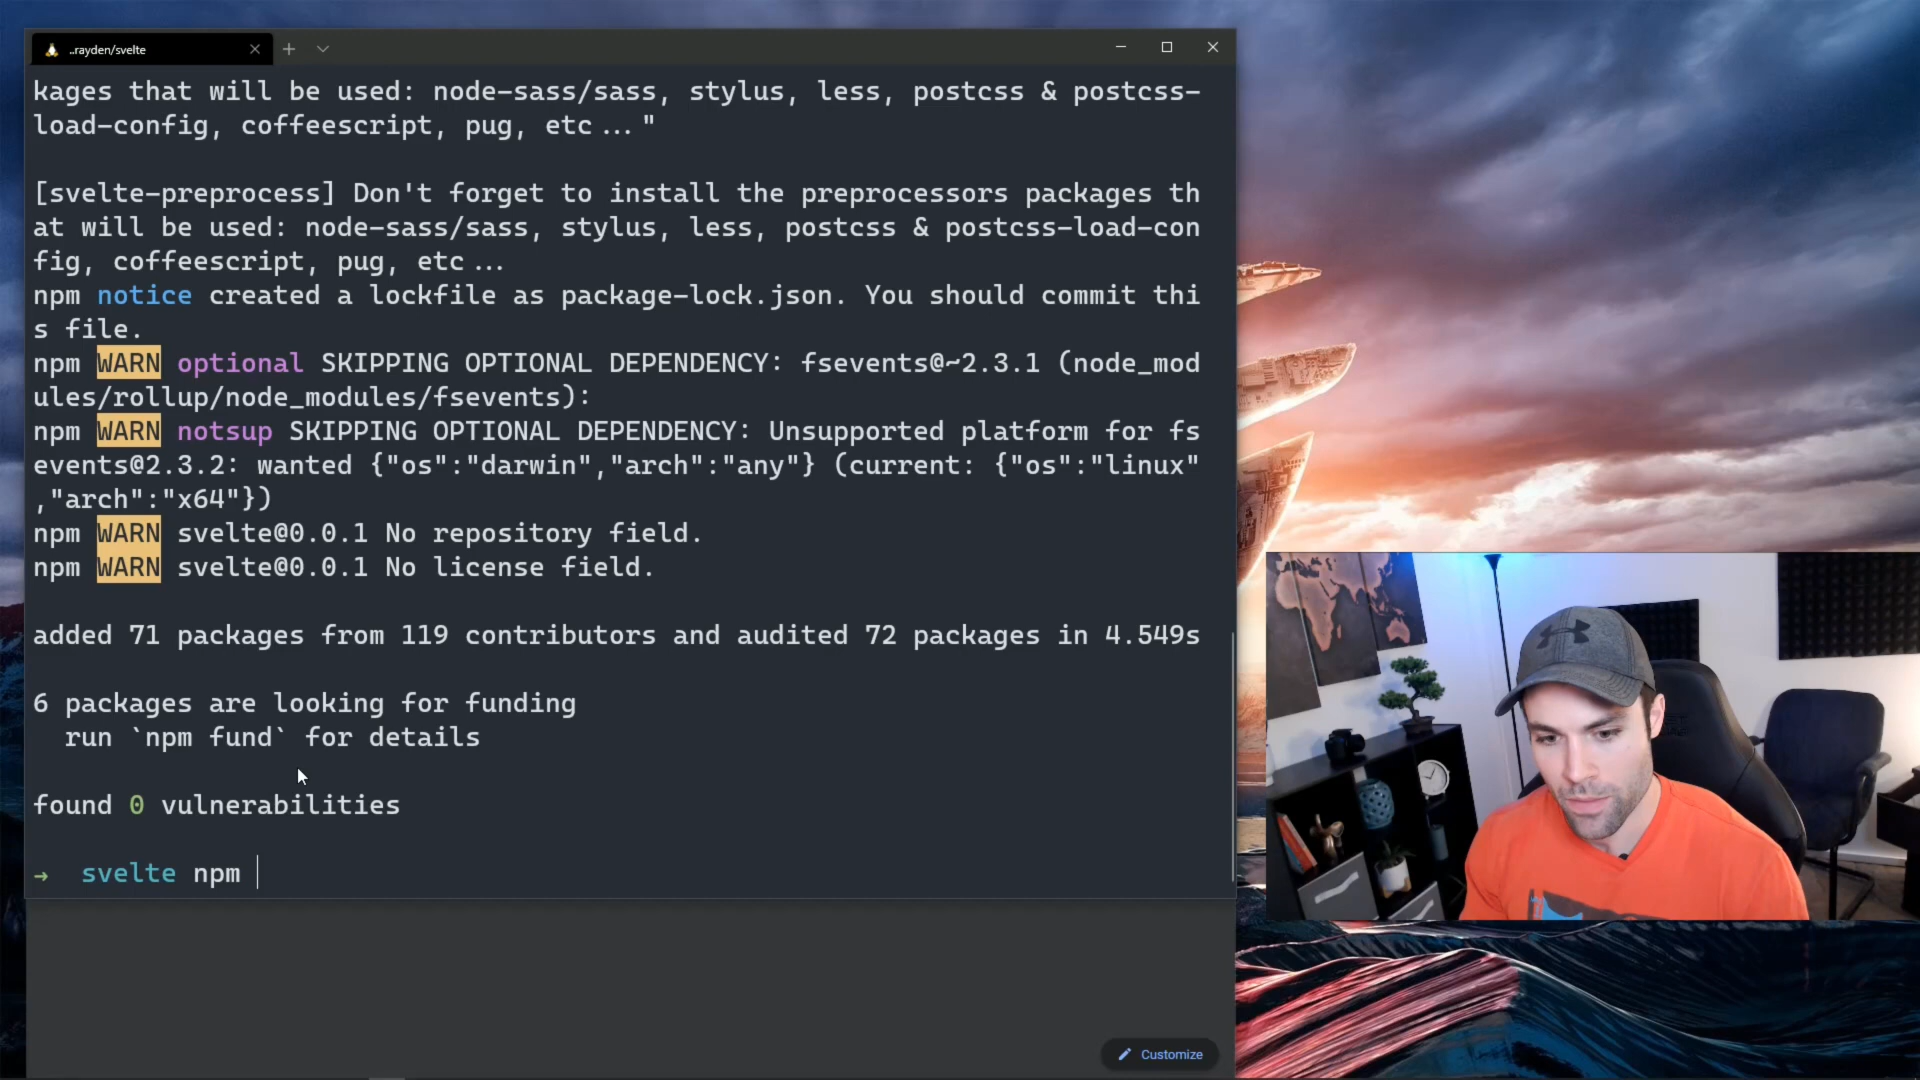 ..rayden/svelte
kages that will be used: node-sass/sass, stylus, less, postcss & postcss-
load-config, coffeescript, pug, etc..."
[svelte-preprocess] Don't forget to install the preprocessors packages th
at will be used: node-sass/sass, stylus, less, postcss & postcss-load-con
fig, coffeescript, pug, etc...
npm notice created a lockfile as package-lock.json. You should commit thi
s file.
npm WARN optional SKIPPING OPTIONAL DEPENDENCY: fsevents@~2.3.1 (node_mod
ules/rollup/node_modules/fsevents):
npm WARN notsup SKIPPING OPTIONAL DEPENDENCY: Unsupported platform for fs
events@2.3.2: wanted {"os":"darwin","arch":"any"} (current: {"os":"linux"
,"arch":"x64"})
npm WARN svelte@0.0.1 No repository field.
npm WARN svelte@0.0.1 No license field.
added 71 packages from 119 contributors and audited 72 packages in 4.549s
6 packages are looking for funding
run `npm fund` for details
found 0 vulnerabilities
→ svelte npm
Customize